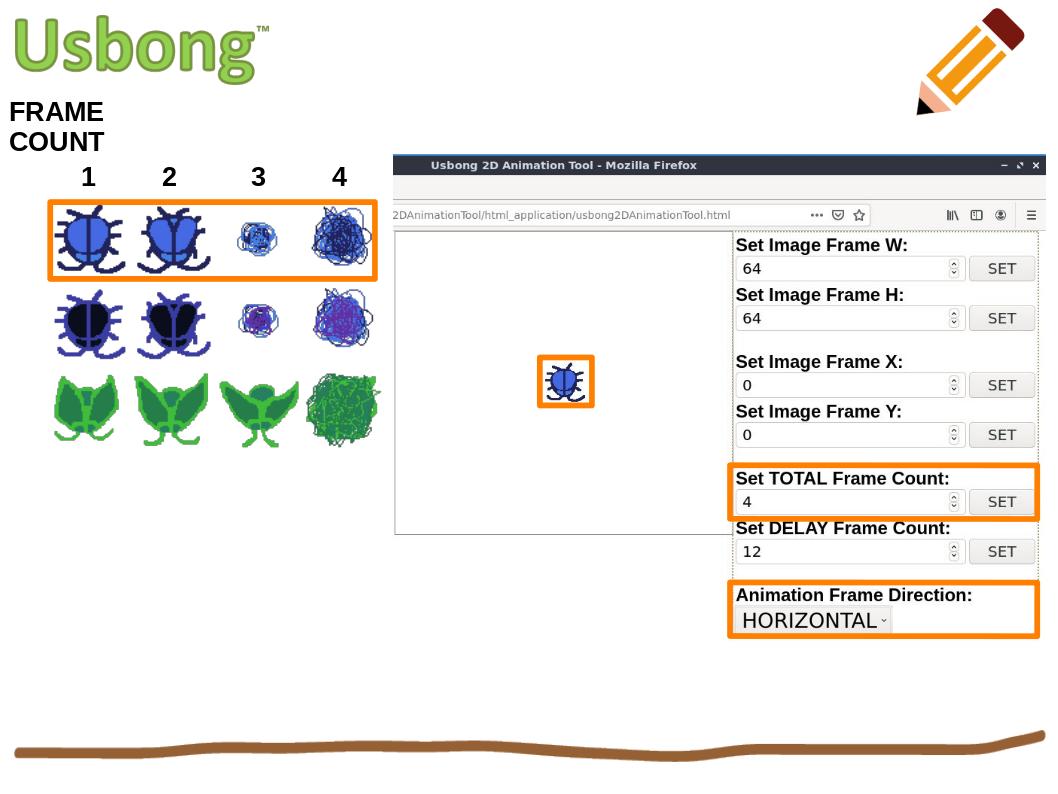 Usbong™
FRAME
COUNT
1 2 3 4
Usbong 2D Animation Tool - Mozilla Firefox
2DAnimationTool/html_application/usbong2DAnimationTool.html
Set Image Frame W:
64 SET
Set Image Frame H:
64 SET
Set Image Frame X:
0 SET
Set Image Frame Y:
0 SET
Set TOTAL Frame Count:
4 SET
Set DELAY Frame Count:
12 SET
Animation Frame Direction:
HORIZONTAL